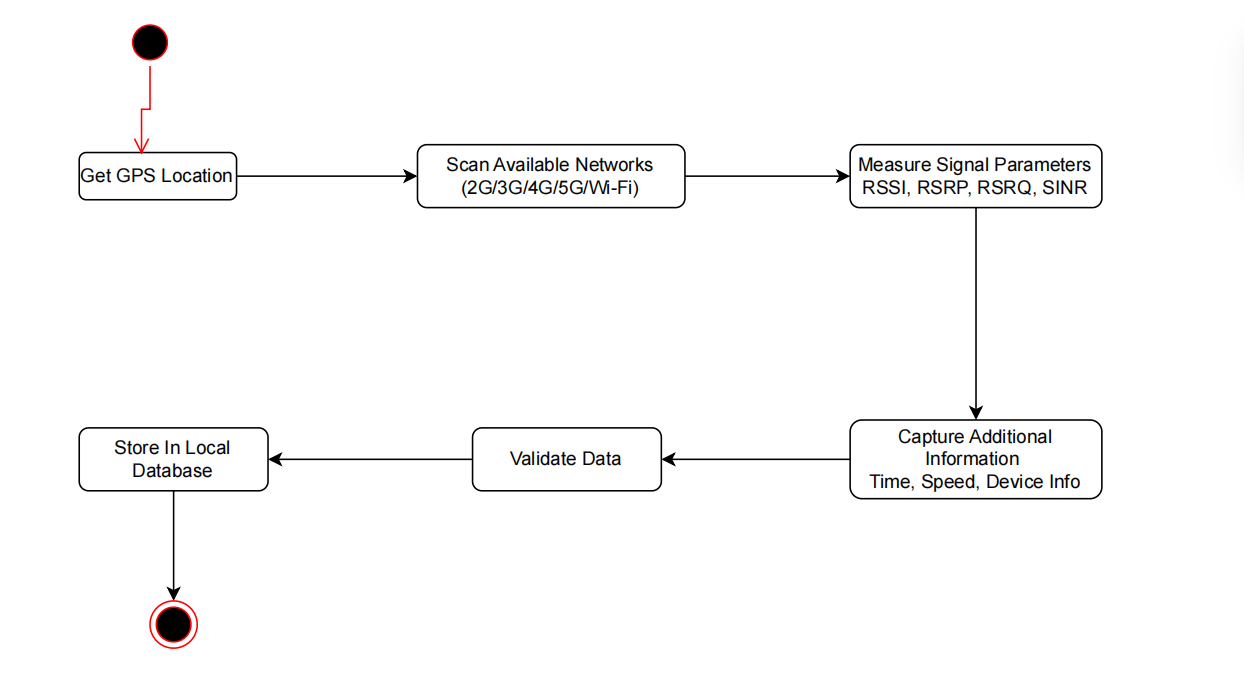 Get GPS Location
Scan Available Networks
(2G/3G/4G/5G/Wi-Fi)
Measure Signal Parameters
RSSI, RSRP, RSRQ, SINR
Capture Additional
Information
Time, Speed, Device Info
Validate Data
Store In Local
Database